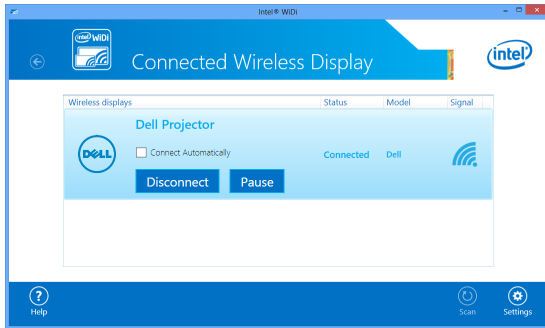 Intel® WiDi
intel WiDi
Connected Wireless Display
intel
Wireless displays Status Model Signal
Dell Projector
DELL
Connect Automatically
Connected Dell
Disconnect Pause
?
Help Scan Settings